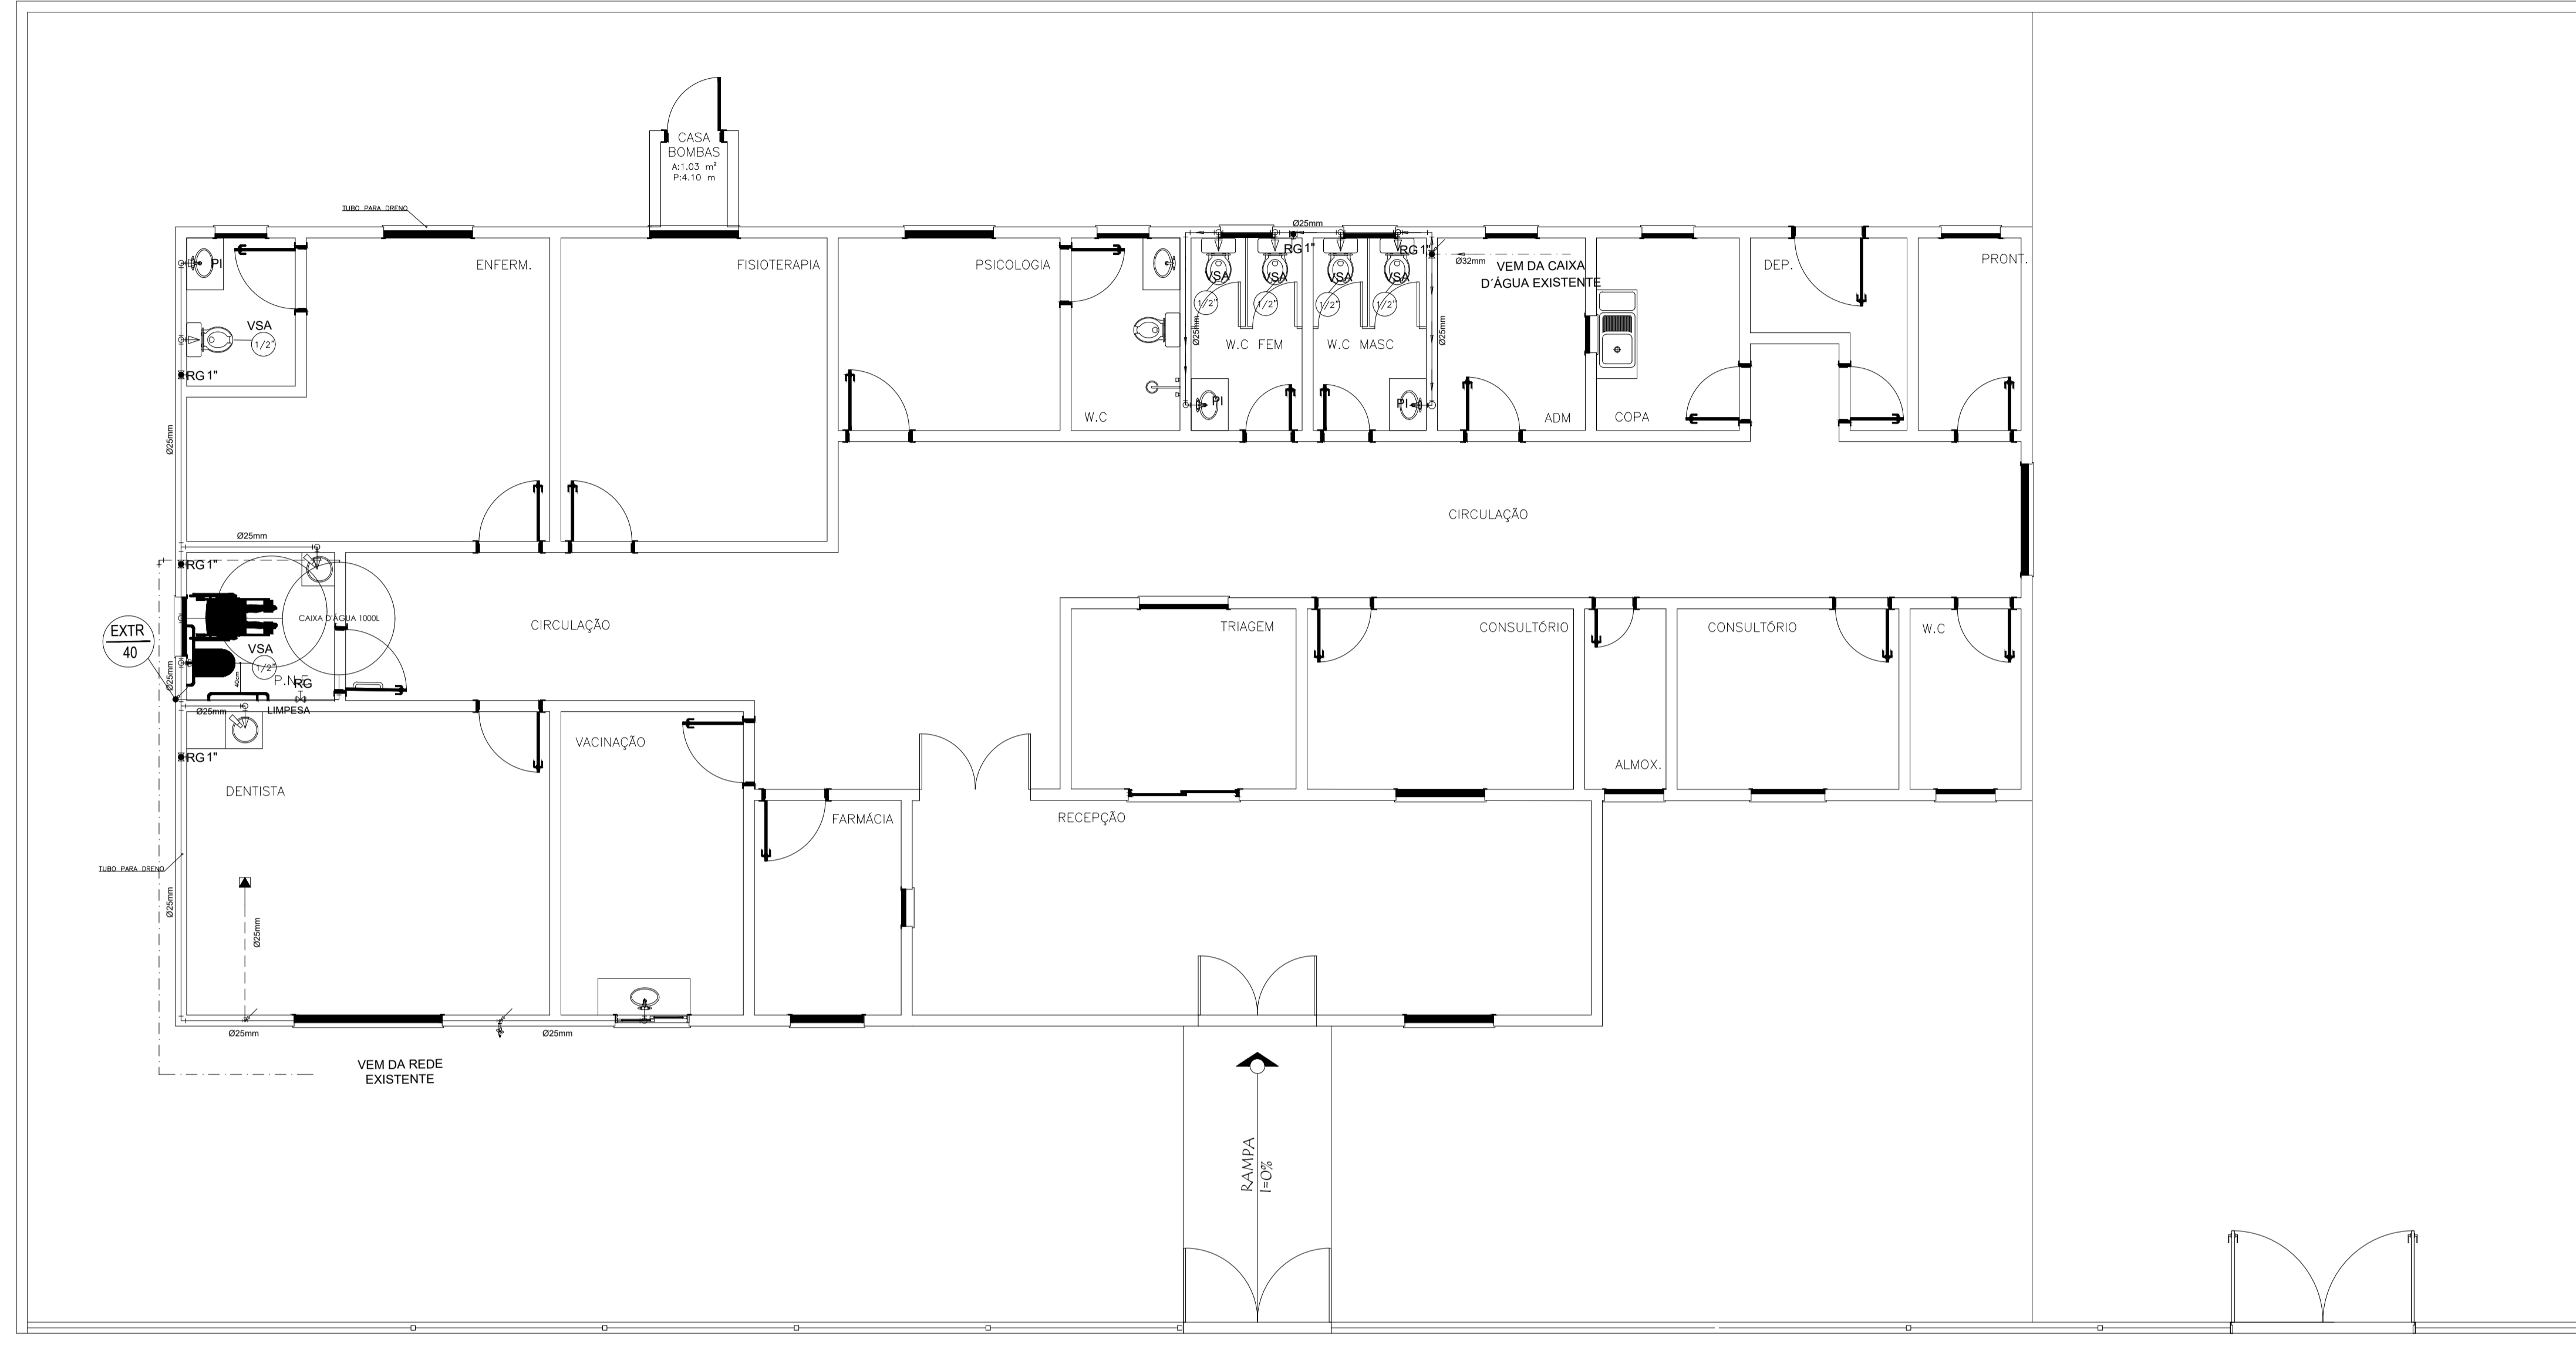 CASA
BOMBAS
A:1.03 m²
P:4.10 m
TUBO PARA DRENO
Ø25mm
PI
ENFERM.
FISIOTERAPIA
PSICOLOGIA
RG 1"
RG 1"
Ø32mm
VEM DA CAIXA
D´ÁGUA EXISTENTE
DEP.
PRONT.
VSA
VSA
VSA
VSA
1/2"
1/2"
1/2"
1/2"
VSA
1/2"
Ø25mm
Ø25mm
W.C FEM
W.C MASC
RG 1"
PI
PI
W.C
ADM
COPA
Ø25mm
CIRCULAÇÃO
Ø25mm
RG 1"
CAIXA D'ÁGUA 1000L
CIRCULAÇÃO
TRIAGEM
CONSULTÓRIO
CONSULTÓRIO
W.C
EXTR
40
VSA
1/2"
Ø25mm
40cm
P.N.E
RG
Ø25mm
LIMPESA
VACINAÇÃO
RG 1"
ALMOX.
DENTISTA
FARMÁCIA
RECEPÇÃO
TUBO PARA DRENO
Ø25mm
Ø25mm
Ø25mm
Ø25mm
VEM DA REDE
EXISTENTE
RAMPA
I=0%